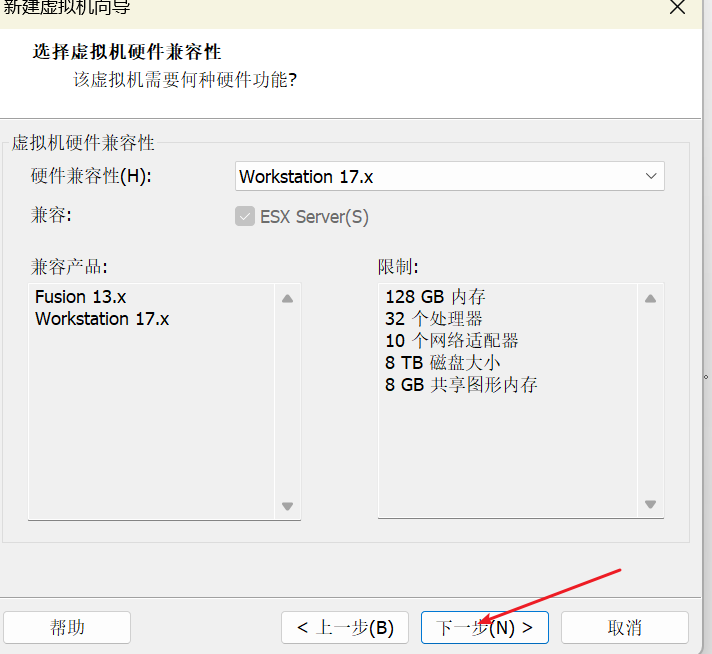 新建虚拟机向导
选择虚拟机硬件兼容性
该虚拟机需要何种硬件功能?
虚拟机硬件兼容性
硬件兼容性(H): Workstation 17.x
兼容: ESX Server(S)
兼容产品: 限制:
Fusion 13.x
Workstation 17.x
128 GB 内存
32 个处理器
10 个网络适配器
8 TB 磁盘大小
8 GB 共享图形内存
帮助 < 上一步(B) 下一步(N) > 取消